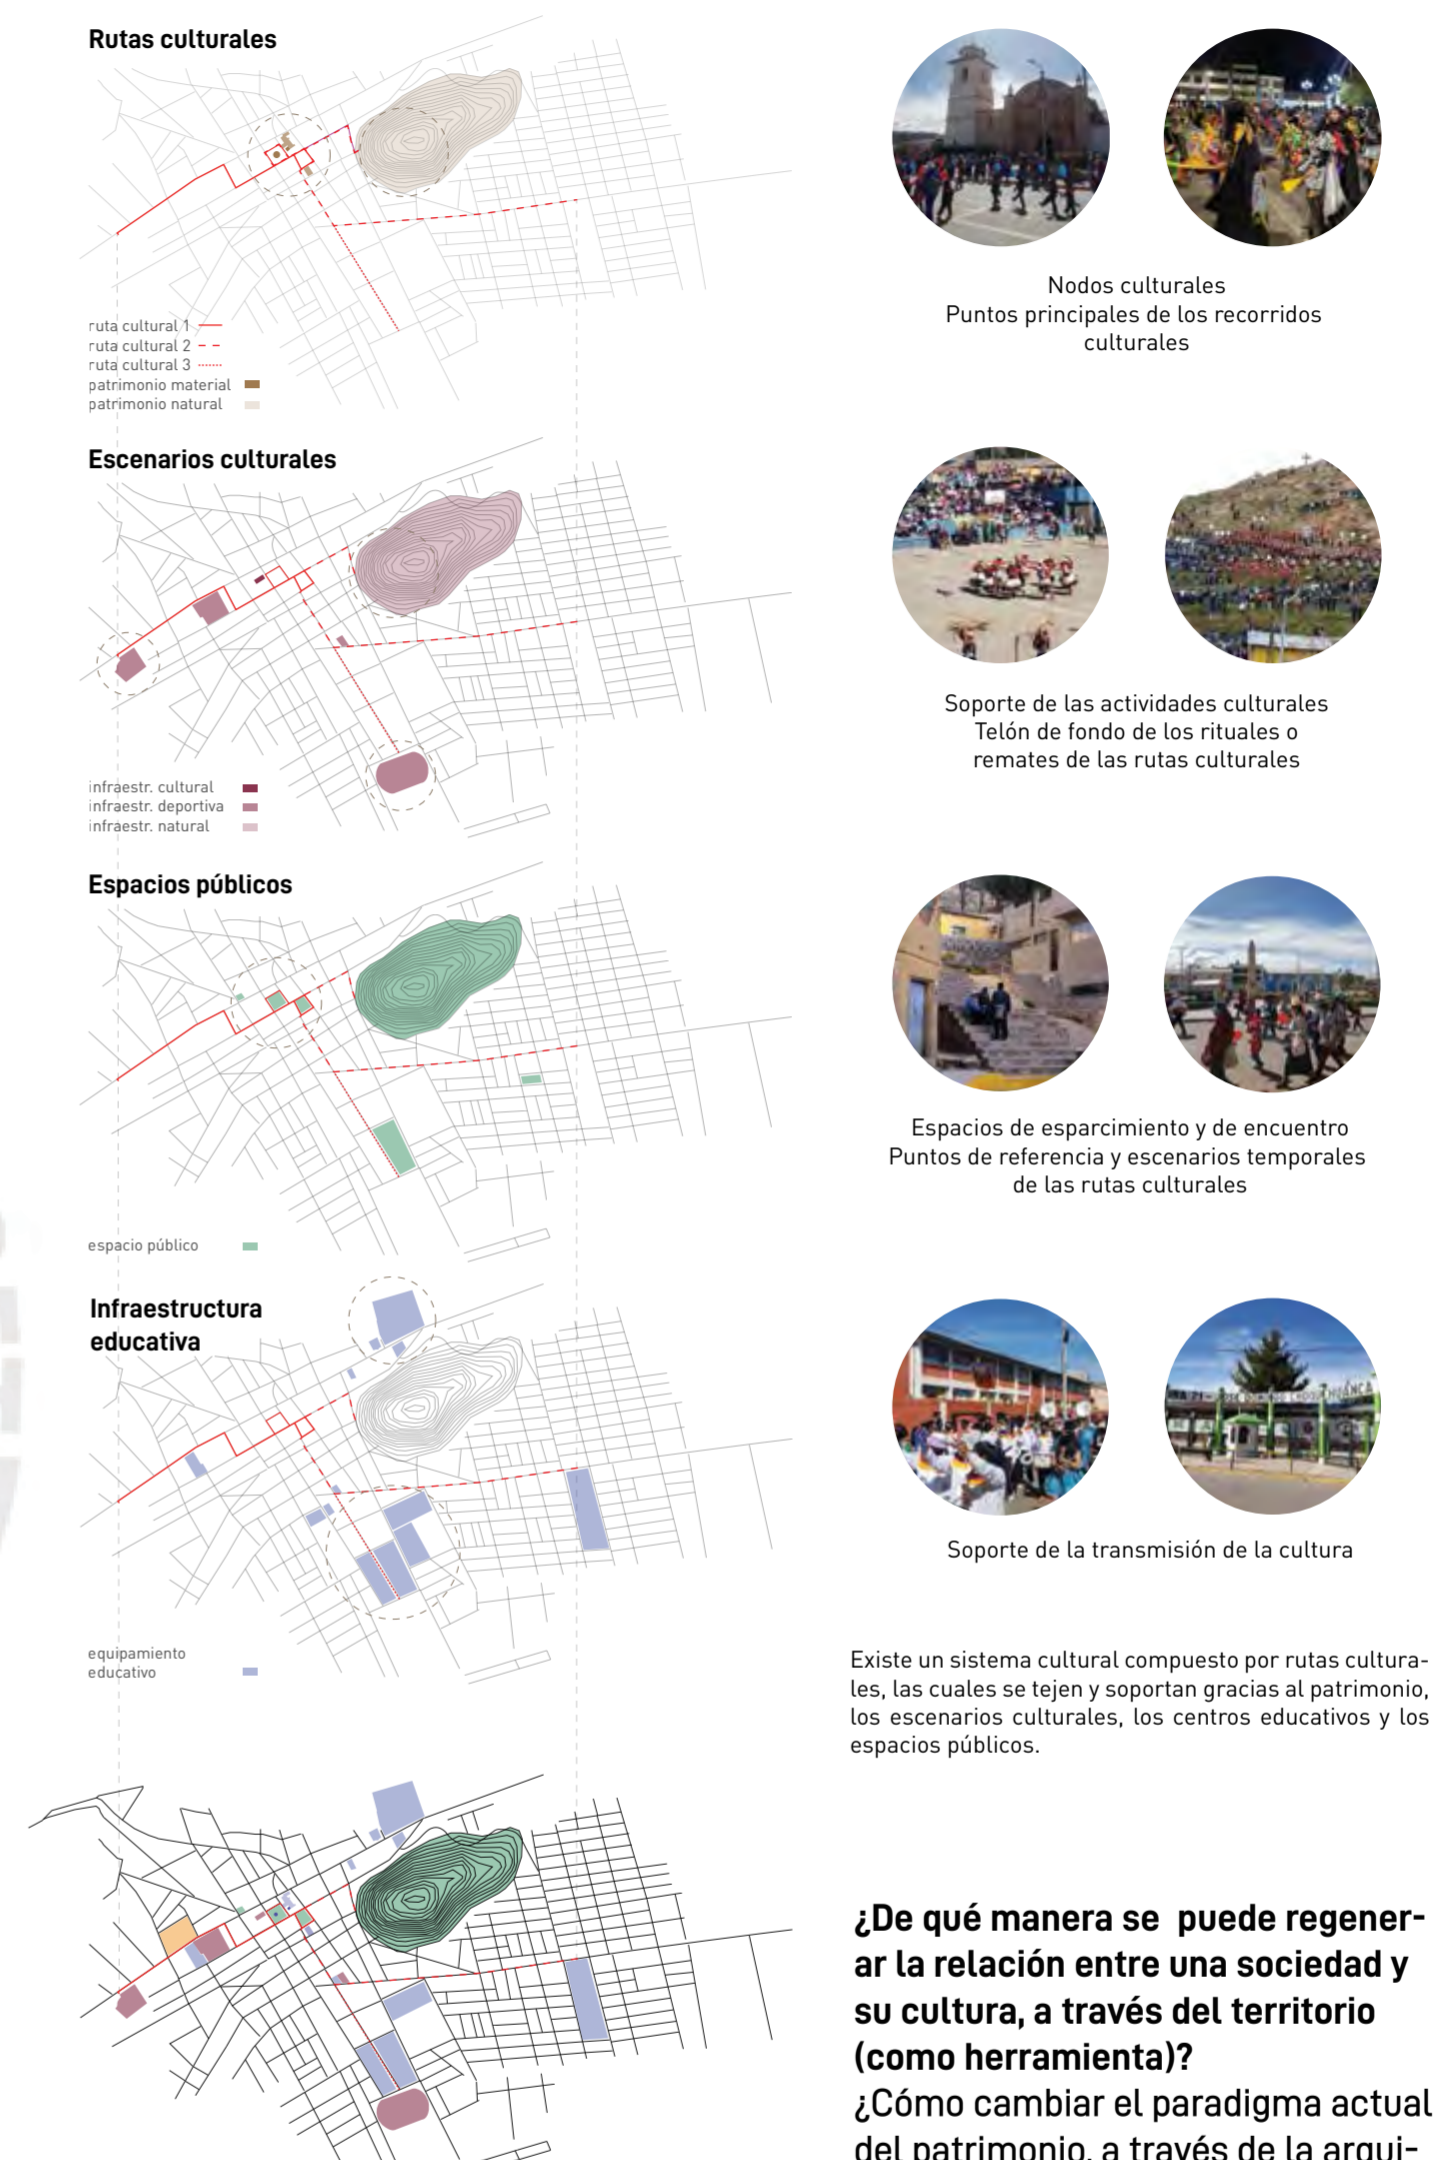 Rutas culturales
ruta cultural 1
ruta cultural 2
ruta cultural 3
patrimonio material
patrimonio natural
Nodos culturales
Puntos principales de los recorridos
culturales
Escenarios culturales
infraestr. cultural
infraestr. deportiva
infraestr. natural
Soporte de las actividades culturales
Telón de fondo de los rituales o
remates de las rutas culturales
Espacios públicos
espacio público
Espacios de esparcimiento y de encuentro
Puntos de referencia y escenarios temporales
de las rutas culturales
Infraestructura
educativa
equipamiento
educativo
Soporte de la transmisión de la cultura
Existe un sistema cultural compuesto por rutas cultura-
les, las cuales se tejen y soportan gracias al patrimonio,
los escenarios culturales, los centros educativos y los
espacios públicos.
¿De qué manera se puede regener-
ar la relación entre una sociedad y
su cultura, a través del territorio
(como herramienta)?
¿Cómo cambiar el paradigma actual
del patrimonio, a través de la arqui-